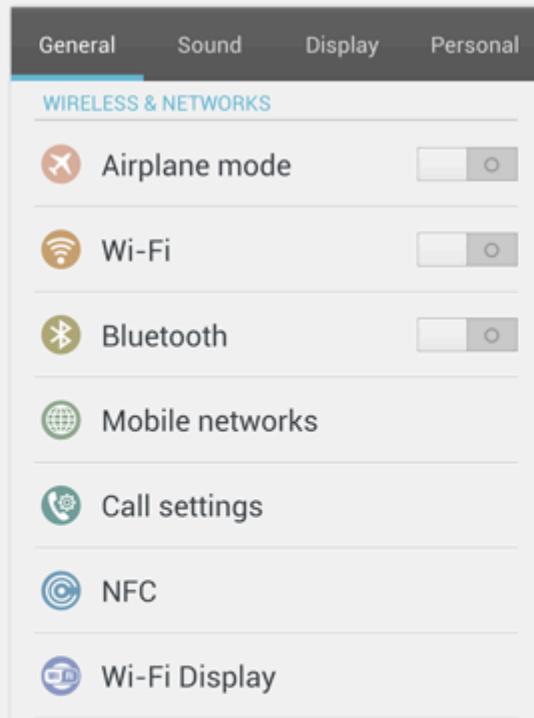 General Sound Display Personal
WIRELESS & NETWORKS
Airplane mode
Wi-Fi
Bluetooth
Mobile networks
Call settings
NFC
Wi-Fi Display